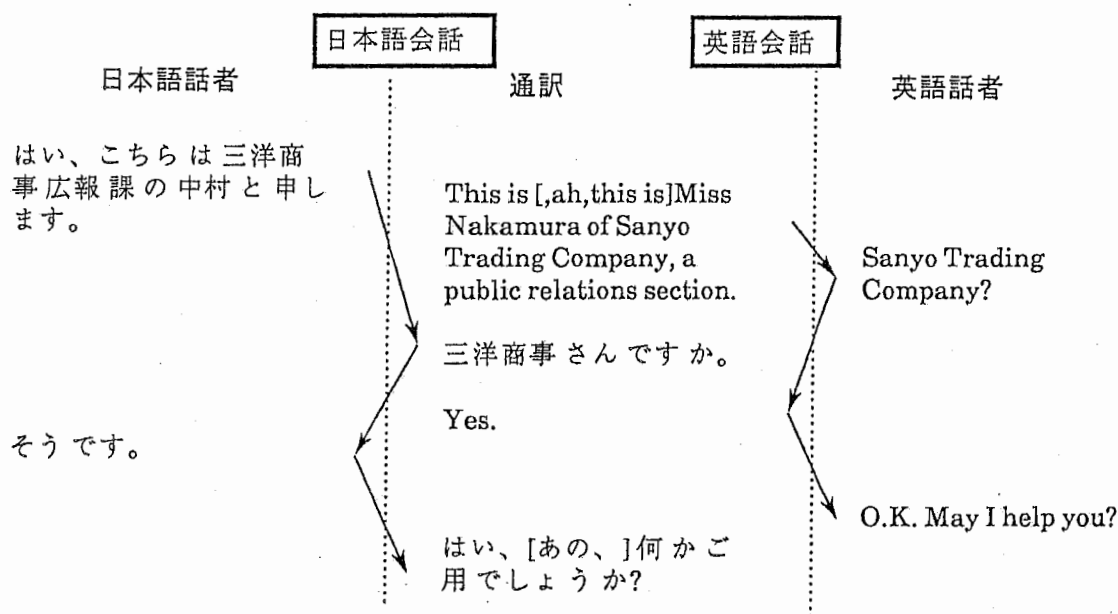 日本語会話
英語会話
日本語話者
通訳
英語話者
はい、こちらは三洋商
事広報課の中村と申し
ます。
This is [,ah,this is]Miss
Nakamura of Sanyo
Trading Company, a
public relations section.
Sanyo Trading
Company?
三洋商事さんですか。
Yes.
そうです。
O.K. May I help you?
はい、[あの、]何かご
用でしょうか?